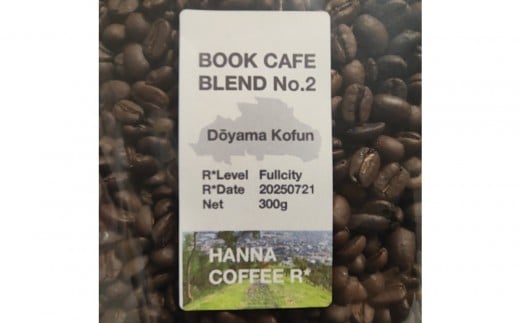 BOOK CAFE
BLEND No.2
Dōyama Kofun
R*Level Fullcity
R*Date 20250721
Net 300g
HANNA
COFFEE R*